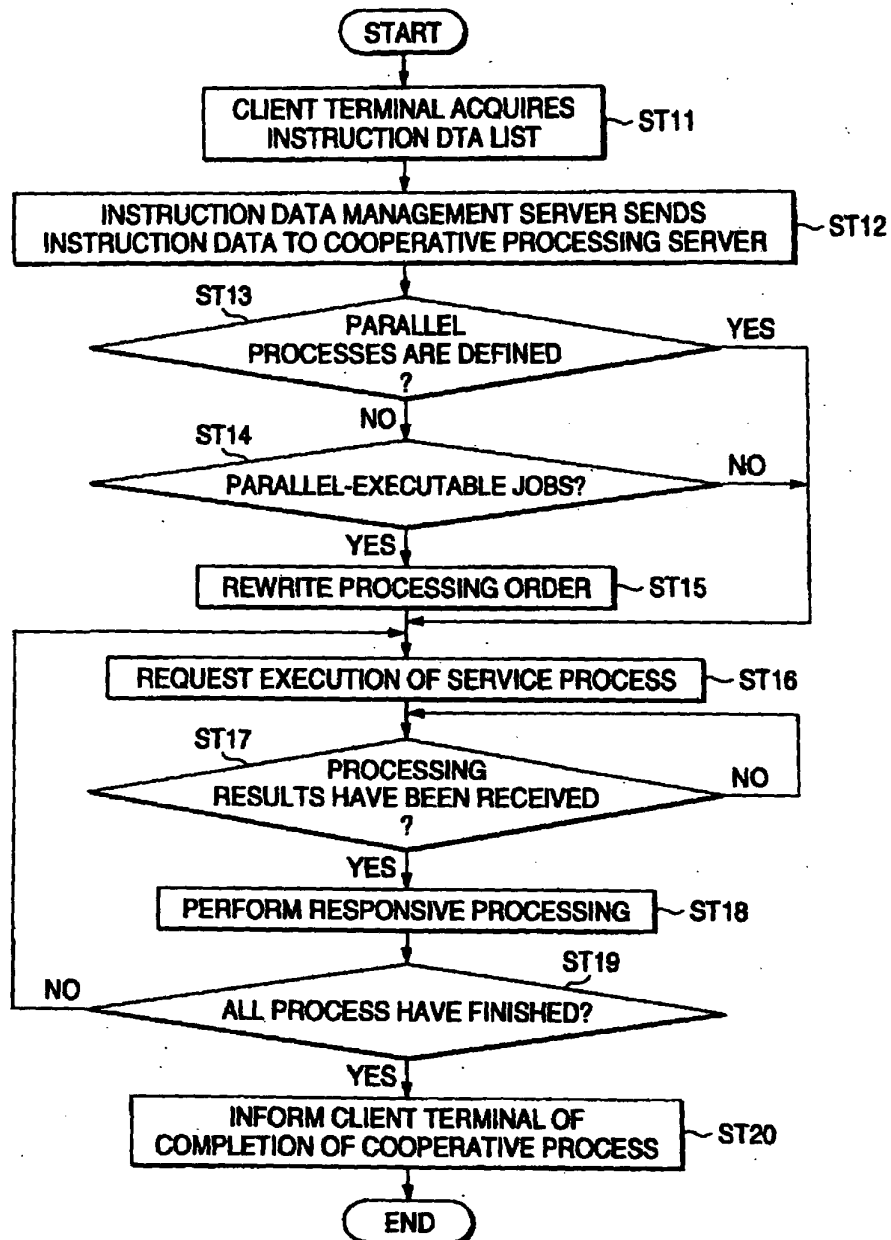 START
CLIENT TERMINAL ACQUIRES
INSTRUCTION DTA LIST
ST11
INSTRUCTION DATA MANAGEMENT SERVER SENDS
INSTRUCTION DATA TO COOPERATIVE PROCESSING SERVER
ST12
ST13
PARALLEL
PROCESSES ARE DEFINED
?
YES
NO
ST14
PARALLEL-EXECUTABLE JOBS?
NO
YES
REWRITE PROCESSING ORDER
ST15
REQUEST EXECUTION OF SERVICE PROCESS
ST16
ST17
PROCESSING
RESULTS HAVE BEEN RECEIVED
?
NO
YES
PERFORM RESPONSIVE PROCESSING
ST18
ST19
NO
ALL PROCESS HAVE FINISHED?
YES
INFORM CLIENT TERMINAL OF
COMPLETION OF COOPERATIVE PROCESS
ST20
END